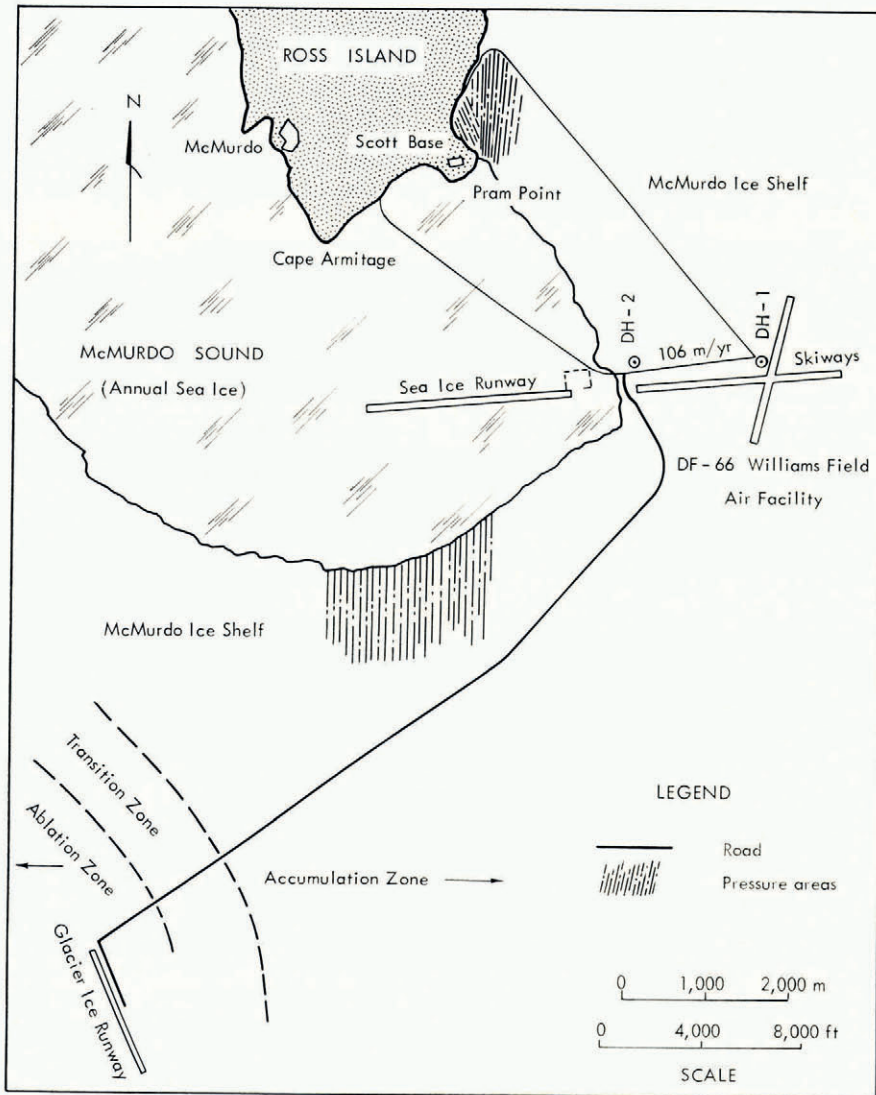 ROSS ISLAND
N
McMurdo
Scott Base
Pram Point
McMurdo Ice Shelf
Cape Armitage
McMURDO SOUND
(Annual Sea Ice)
DH-2
DH-1
106 m/yr
Skiways
Sea Ice Runway
DF-66 Williams Field
Air Facility
McMurdo Ice Shelf
Transition Zone
Ablation Zone
Accumulation Zone
Glacier Ice Runway
LEGEND
Road
Pressure areas
0 1,000 2,000 m
0 4,000 8,000 ft
SCALE